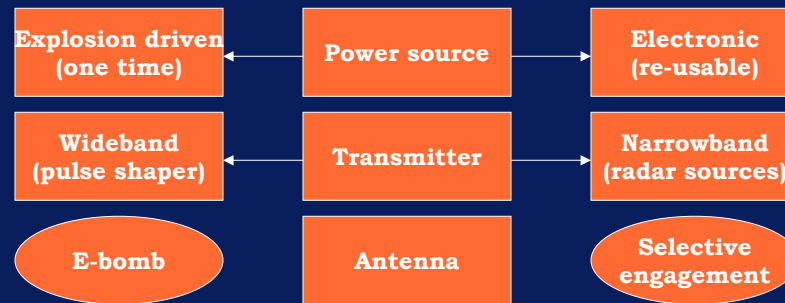 Explosion driven
(one time)
Power source
Electronic
(re-usable)
Wideband
(pulse shaper)
Transmitter
Narrowband
(radar sources)
E-bomb
Antenna
Selective
engagement